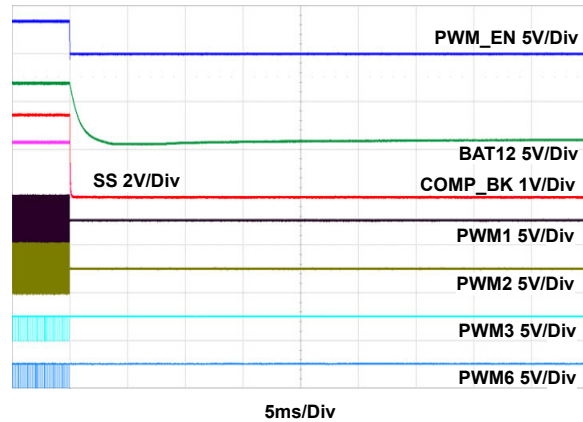 PWM_EN 5V/Div
BAT12 5V/Div
SS 2V/Div
COMP_BK 1V/Div
PWM1 5V/Div
PWM2 5V/Div
PWM3 5V/Div
PWM6 5V/Div
5ms/Div